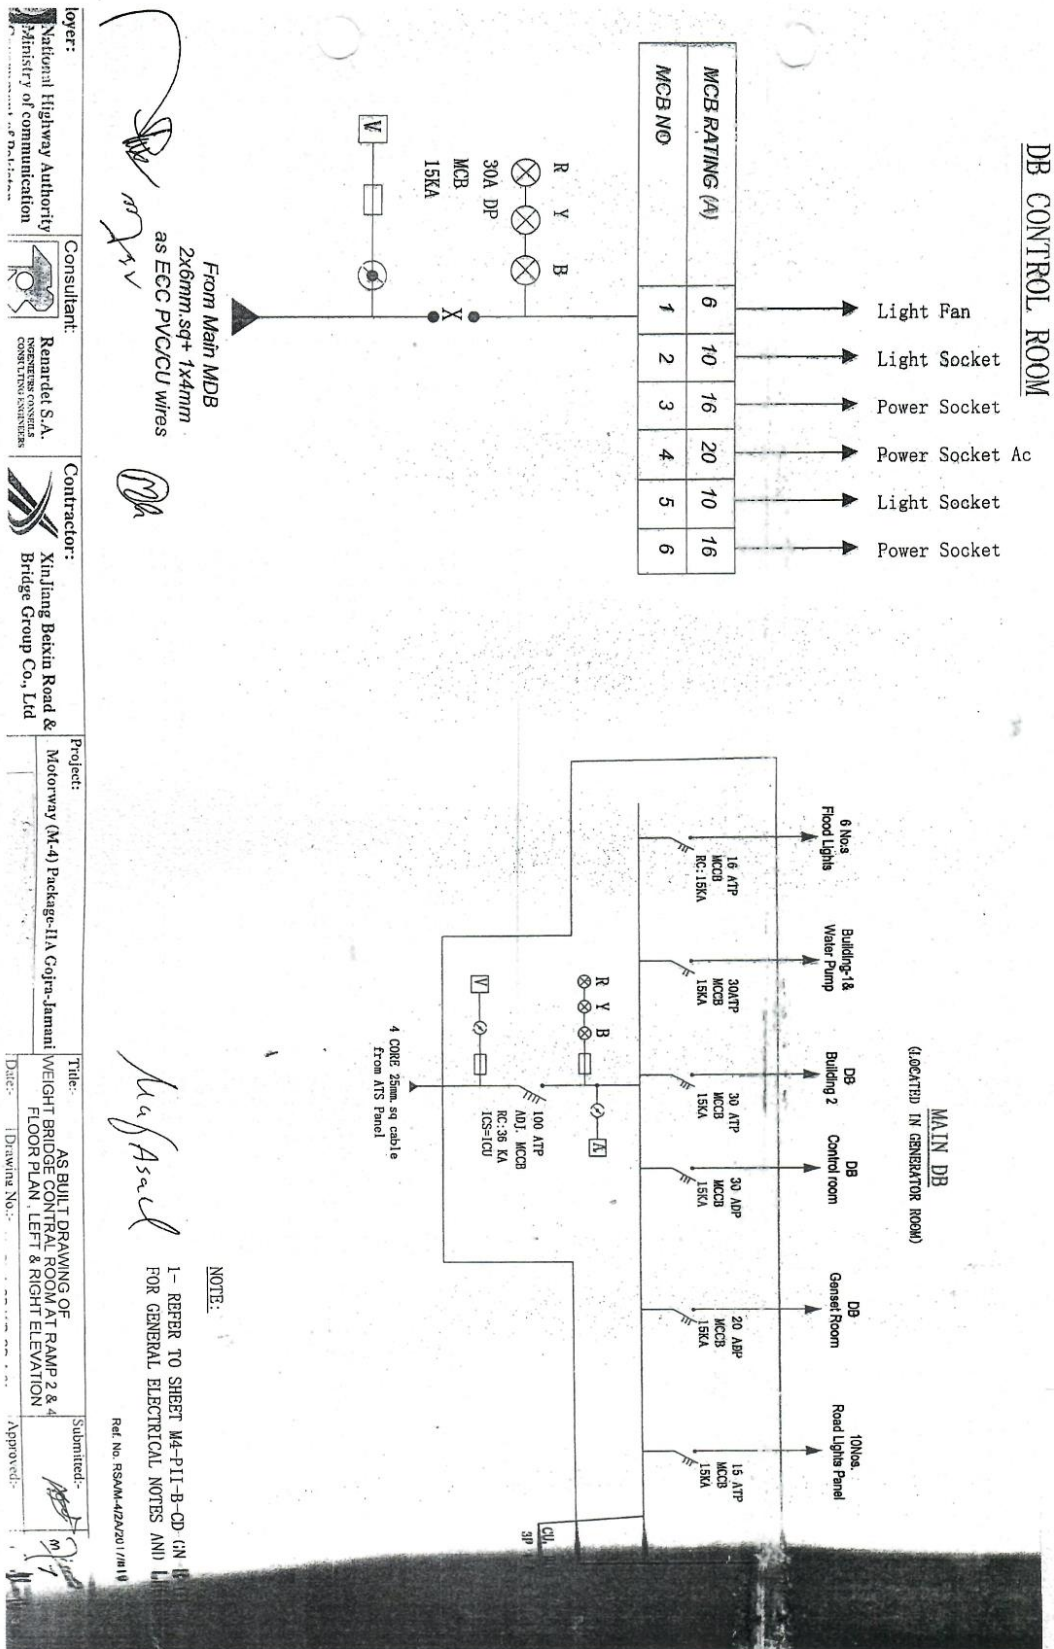 DB CONTROL ROOM
Light Fan
Light Socket
Power Socket
Power Socket Ac
Light Socket
Power Socket
MCB RATING (A) 6 10 16 20 10 16
MCB NO 1 2 3 4 5 6
R Y B
30A DP
MCB
15KA
V
From Main MDB
2x6mm.sq+ 1x4mm
as ECC PVC/CU wires
MAIN DB
(LOCATED IN GENERATOR ROOM)
6 No:s
Flood Lights
Building-1&
Water Pump
DB
Building 2
DB
Control room
DB
Genset Room
10Nos.
Road Lights Panel
16 ATP
MCCB
RC:15KA
30ATP
MCCB
15KA
30 ATP
MCCB
15KA
30 ADP
MCCB
15KA
20 ADP
MCCB
15KA
15 ATP
MCCB
15KA
R Y B
A
V
100 ATP
ADJ. MCCB
RC:36 KA
ICS=ICU
4 CORE 25mm.sq cable
from ATS Panel
CU.
3P
NOTE:
1- REFER TO SHEET M4-PII-B-CD-GN
FOR GENERAL ELECTRICAL NOTES AND
loyer:
National Highway Authority
Ministry of communication
Consultant:
Renardet S.A.
INGENIEURS CONSEILS
CONSULTING ENGINEERS
Contractor:
XinJiang Beixin Road &
Bridge Group Co., Ltd
Project:
Motorway (M-4) Package-IIA Gojra-Jamani
Title:-
AS BUILT DRAWING OF
WEIGHT BRIDGE CONTRAL ROOM AT RAMP 2 & 4
FLOOR PLAN , LEFT & RIGHT ELEVATION
Date:-
Drawing No.:-
Submitted:-
Approved:-